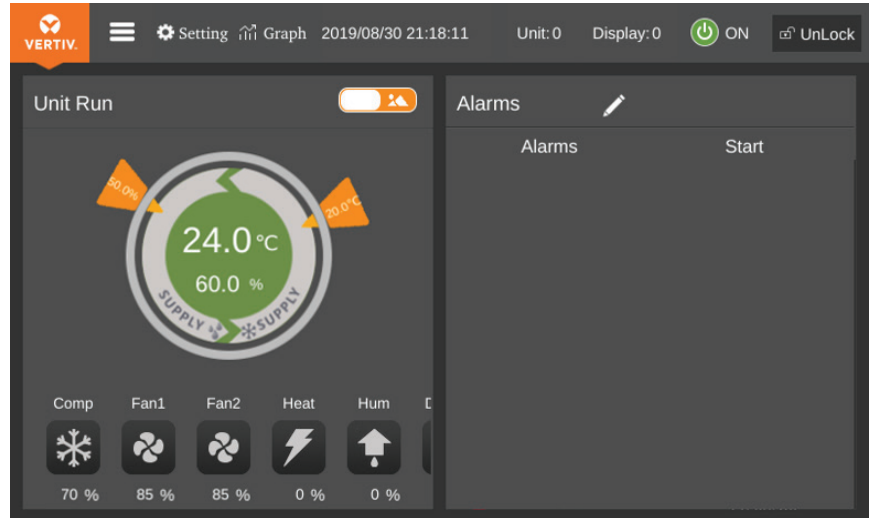 VERTIV.
Setting Graph 2019/08/30 21:18:11 Unit: 0 Display: 0 ON UnLock
Unit Run
50.0%
20.0°C
24.0 °C
60.0 %
SUPPLY SUPPLY
Comp Fan1 Fan2 Heat Hum
70 % 85 % 85 % 0 % 0 %
Alarms
Alarms Start